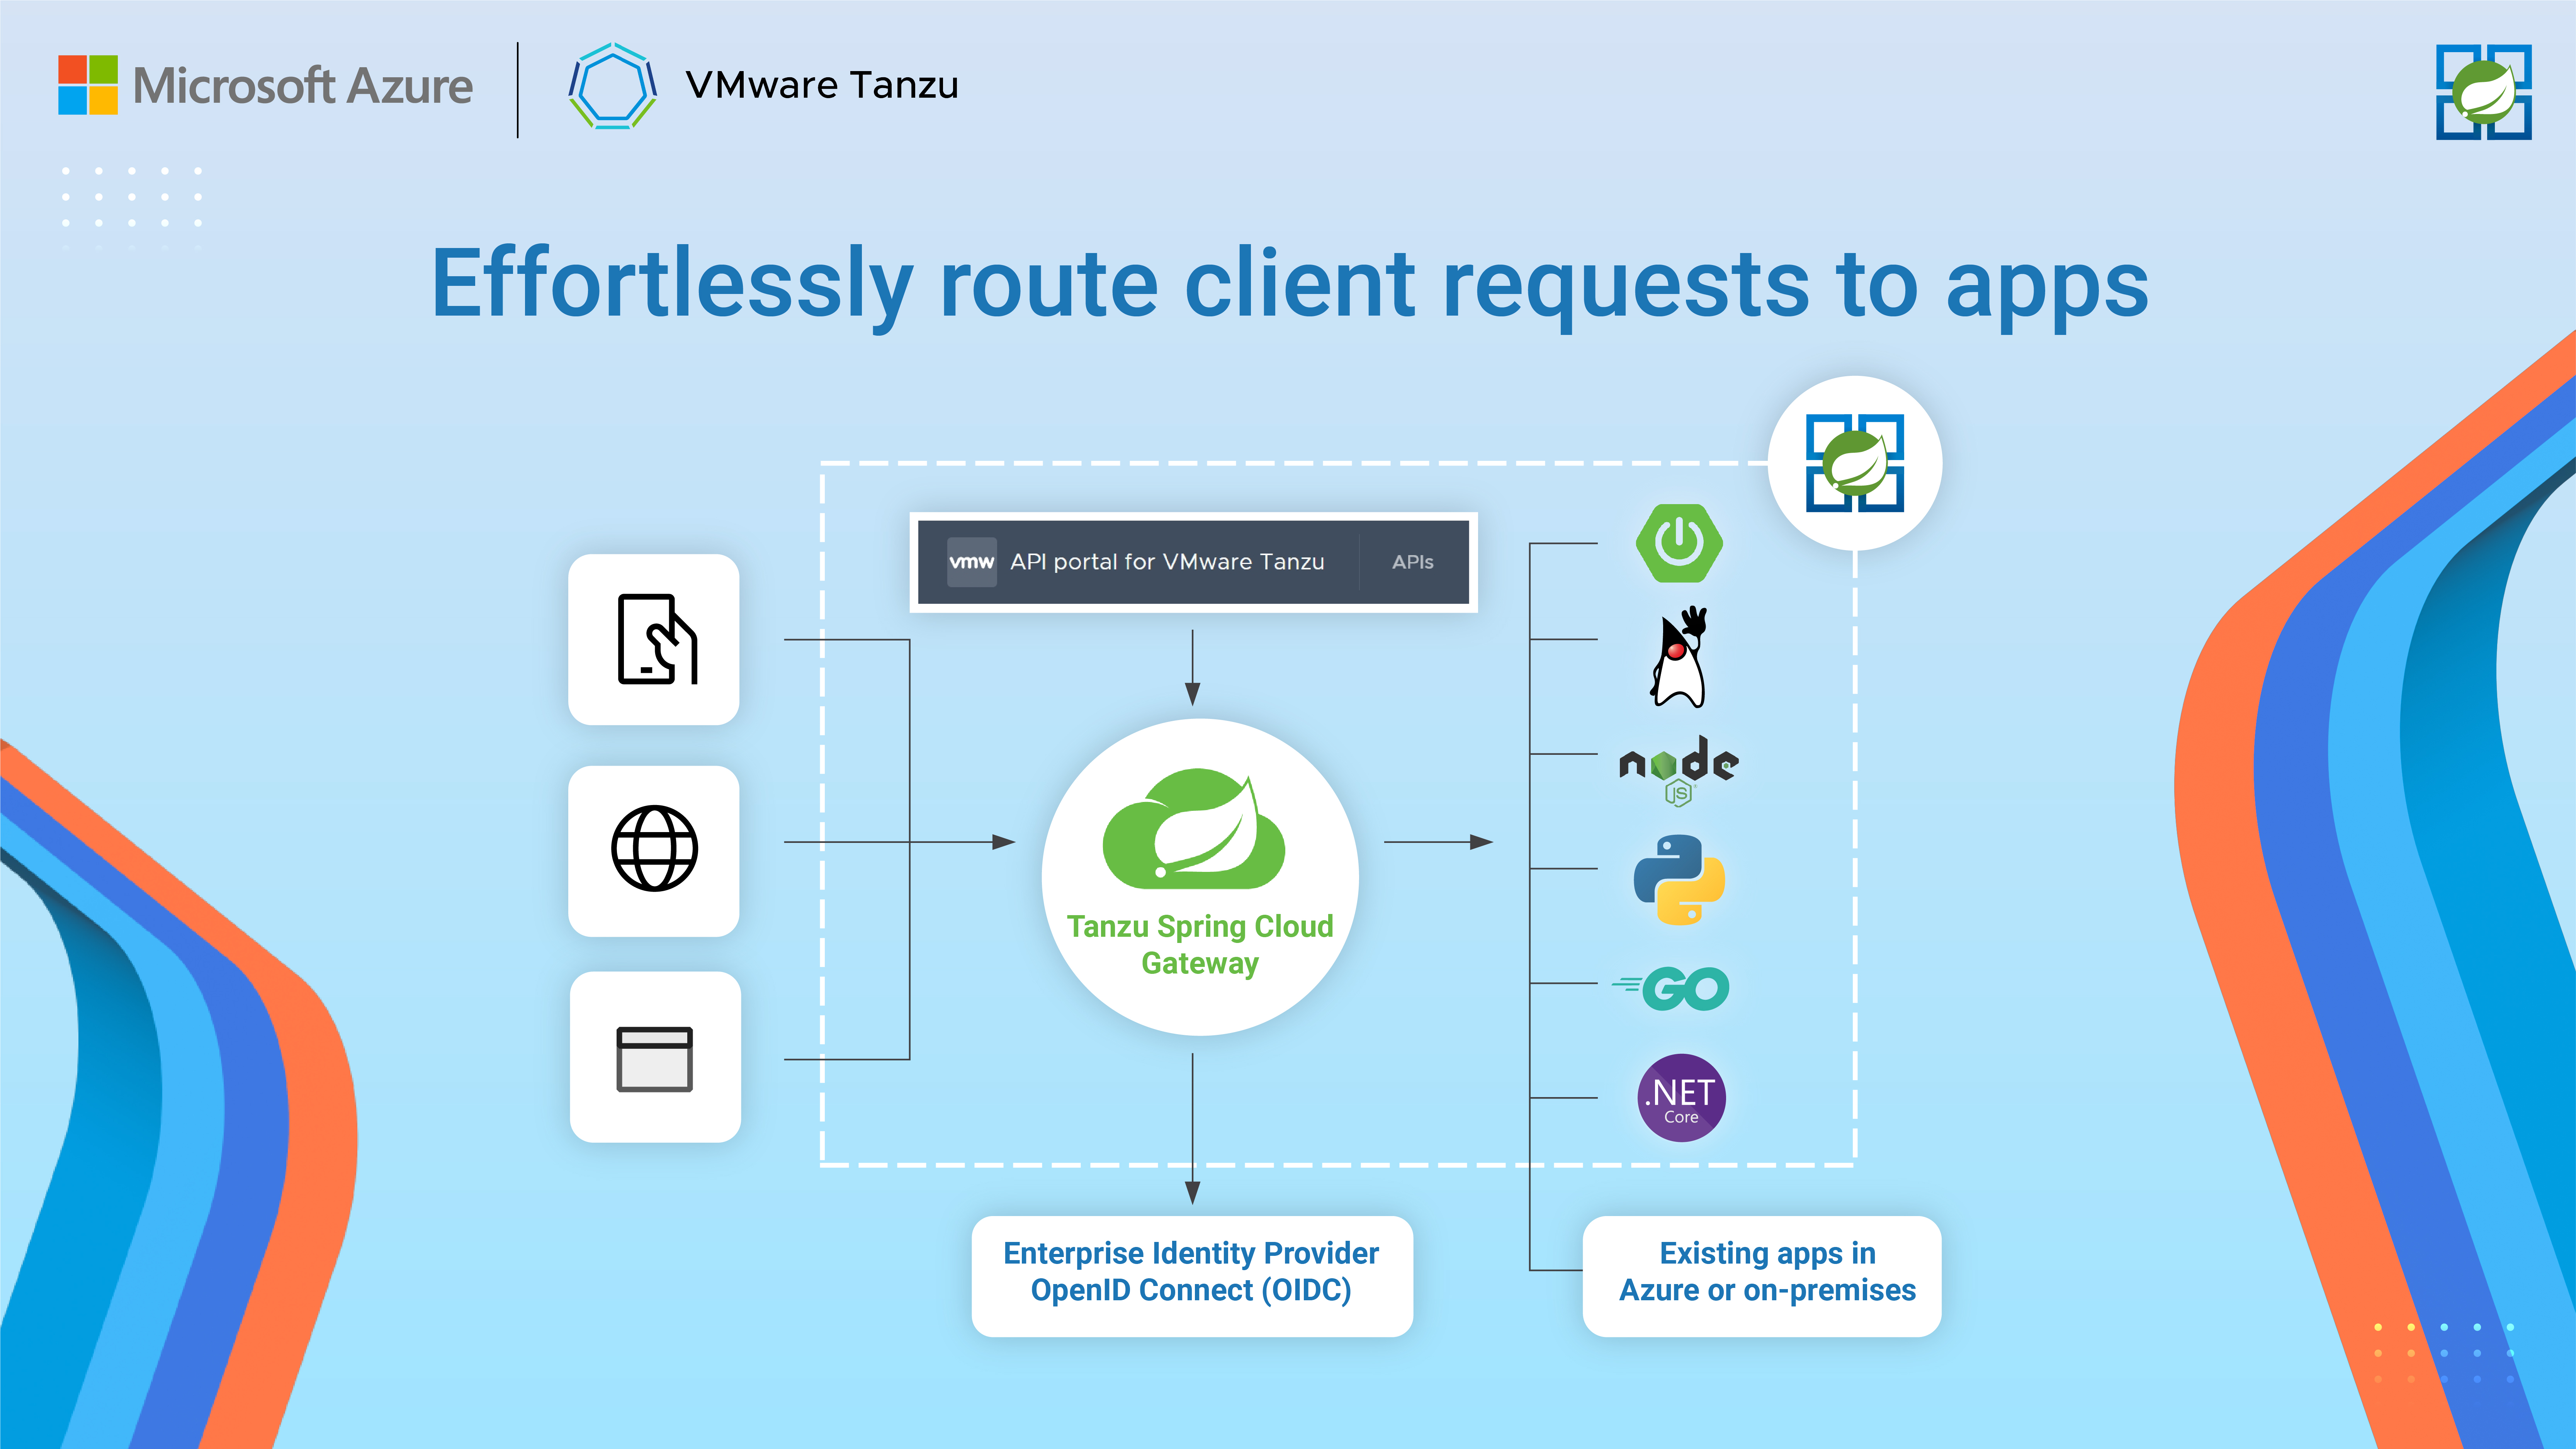 Microsoft Azure
VMware Tanzu
Effortlessly route client requests to apps
vmw API portal for VMware Tanzu APIs
node
JS
Tanzu Spring Cloud
Gateway
GO
.NET
Core
Enterprise Identity Provider
OpenID Connect (OIDC)
Existing apps in
Azure or on-premises